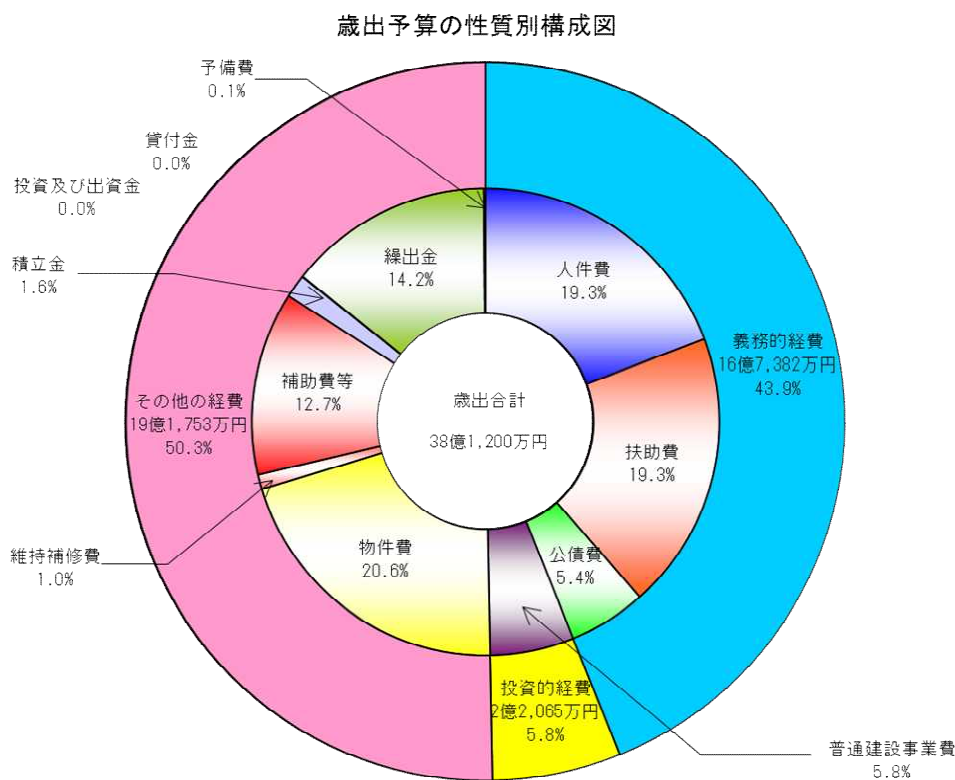 歳出予算の性質別構成図
予備費
0.1%
貸付金
0.0%
投資及び出資金
0.0%
積立金
1.6%
繰出金
14.2%
人件費
19.3%
義務的経費
16億7,382万円
43.9%
補助費等
12.7%
その他の経費
19億1,753万円
50.3%
歳出合計
38億1,200万円
扶助費
19.3%
物件費
20.6%
公債費
5.4%
維持補修費
1.0%
投資的経費
2億2,065万円
5.8%
普通建設事業費
5.8%